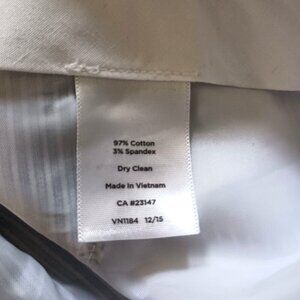 97% Cotton
3% Spandex
Dry Clean
Made in Vietnam
CA #23147
VN1184 12/15